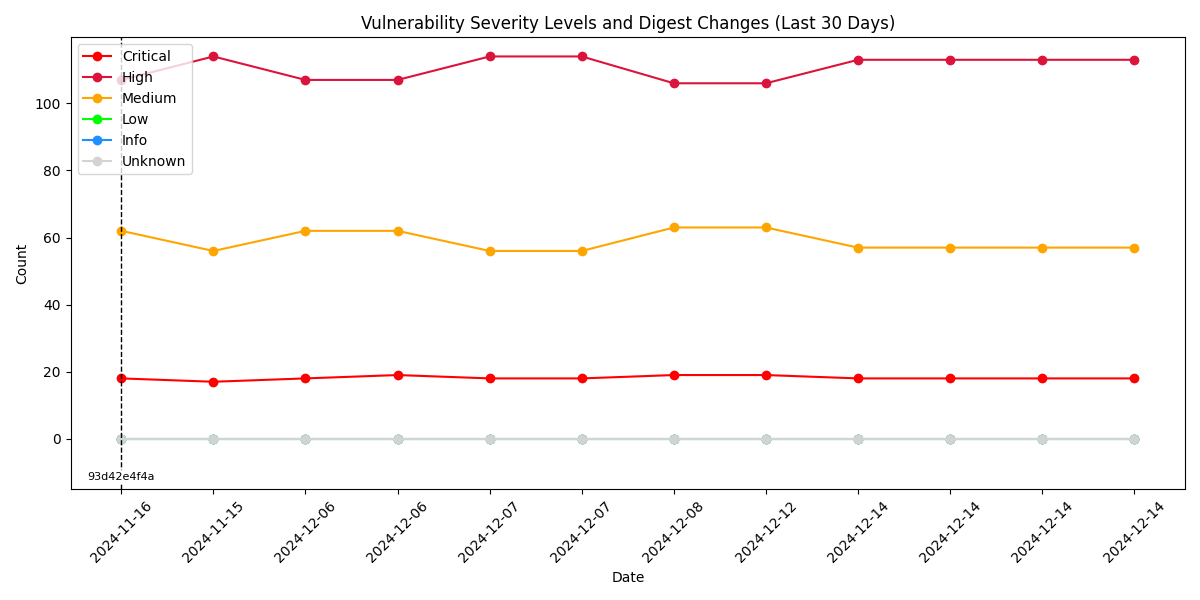 Vulnerability Severity Levels and Digest Changes (Last 30 Days)
Critical
High
Medium
Low
Info
Unknown
Count
100
80
60
40
20
0
93d42e4f4a
2024-11-16
2024-11-15
2024-12-06
2024-12-06
2024-12-07
2024-12-07
2024-12-08
2024-12-12
2024-12-14
2024-12-14
2024-12-14
2024-12-14
Date